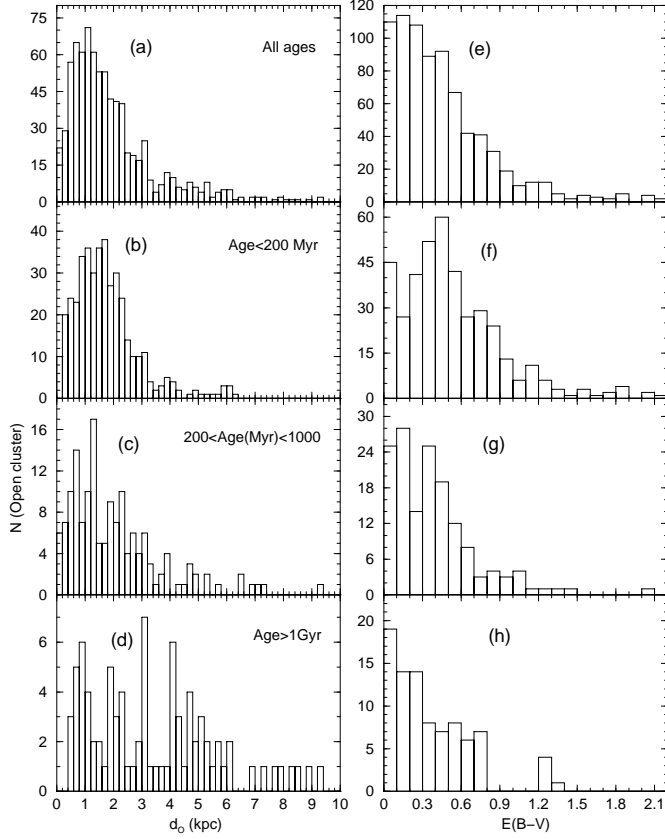 75
60
45
30
15
0
(a)
All ages
120
100
80
60
40
20
0
(e)
40
30
20
10
0
(b)
Age<200 Myr
60
45
30
15
0
(f)
16
12
8
4
0
(c)
200<Age(Myr)<1000
30
24
18
12
6
0
(g)
6
4
2
0
(d)
Age>1Gyr
20
15
10
5
0
(h)
N (Open cluster)
0 1 2 3 4 5 6 7 8 9 10
d⊙ (kpc)
0 0.3 0.6 0.9 1.2 1.5 1.8 2.1
E(B−V)